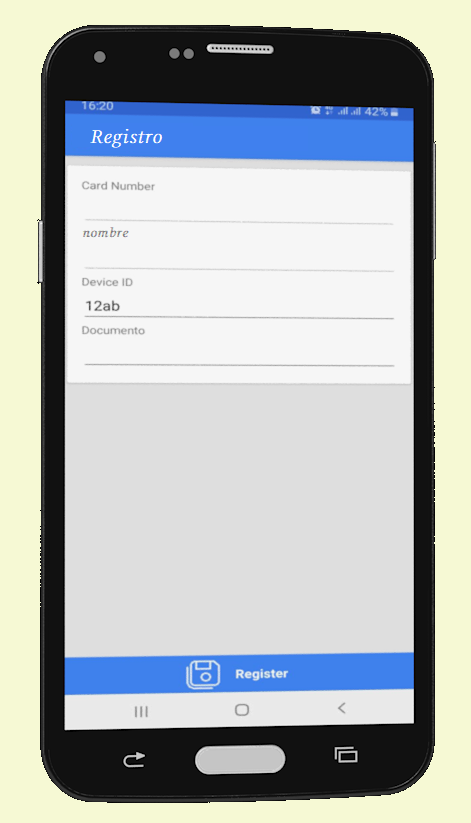 16:20 42%
Registro
Card Number
nombre
Device ID
12ab
Documento
Register